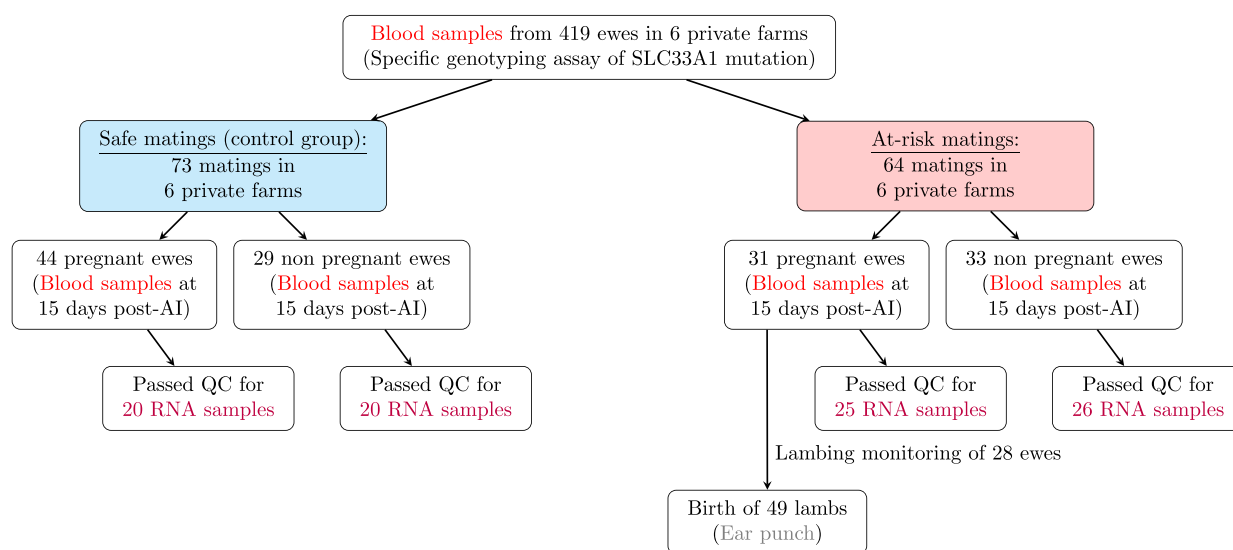 Blood samples from 419 ewes in 6 private farms
(Specific genotyping assay of SLC33A1 mutation)
Safe matings (control group):
73 matings in
6 private farms
At-risk matings:
64 matings in
6 private farms
44 pregnant ewes
(Blood samples at
15 days post-AI)
29 non pregnant ewes
(Blood samples at
15 days post-AI)
31 pregnant ewes
(Blood samples at
15 days post-AI)
33 non pregnant ewes
(Blood samples at
15 days post-AI)
Passed QC for
20 RNA samples
Passed QC for
20 RNA samples
Passed QC for
25 RNA samples
Passed QC for
26 RNA samples
Lambing monitoring of 28 ewes
Birth of 49 lambs
(Ear punch)